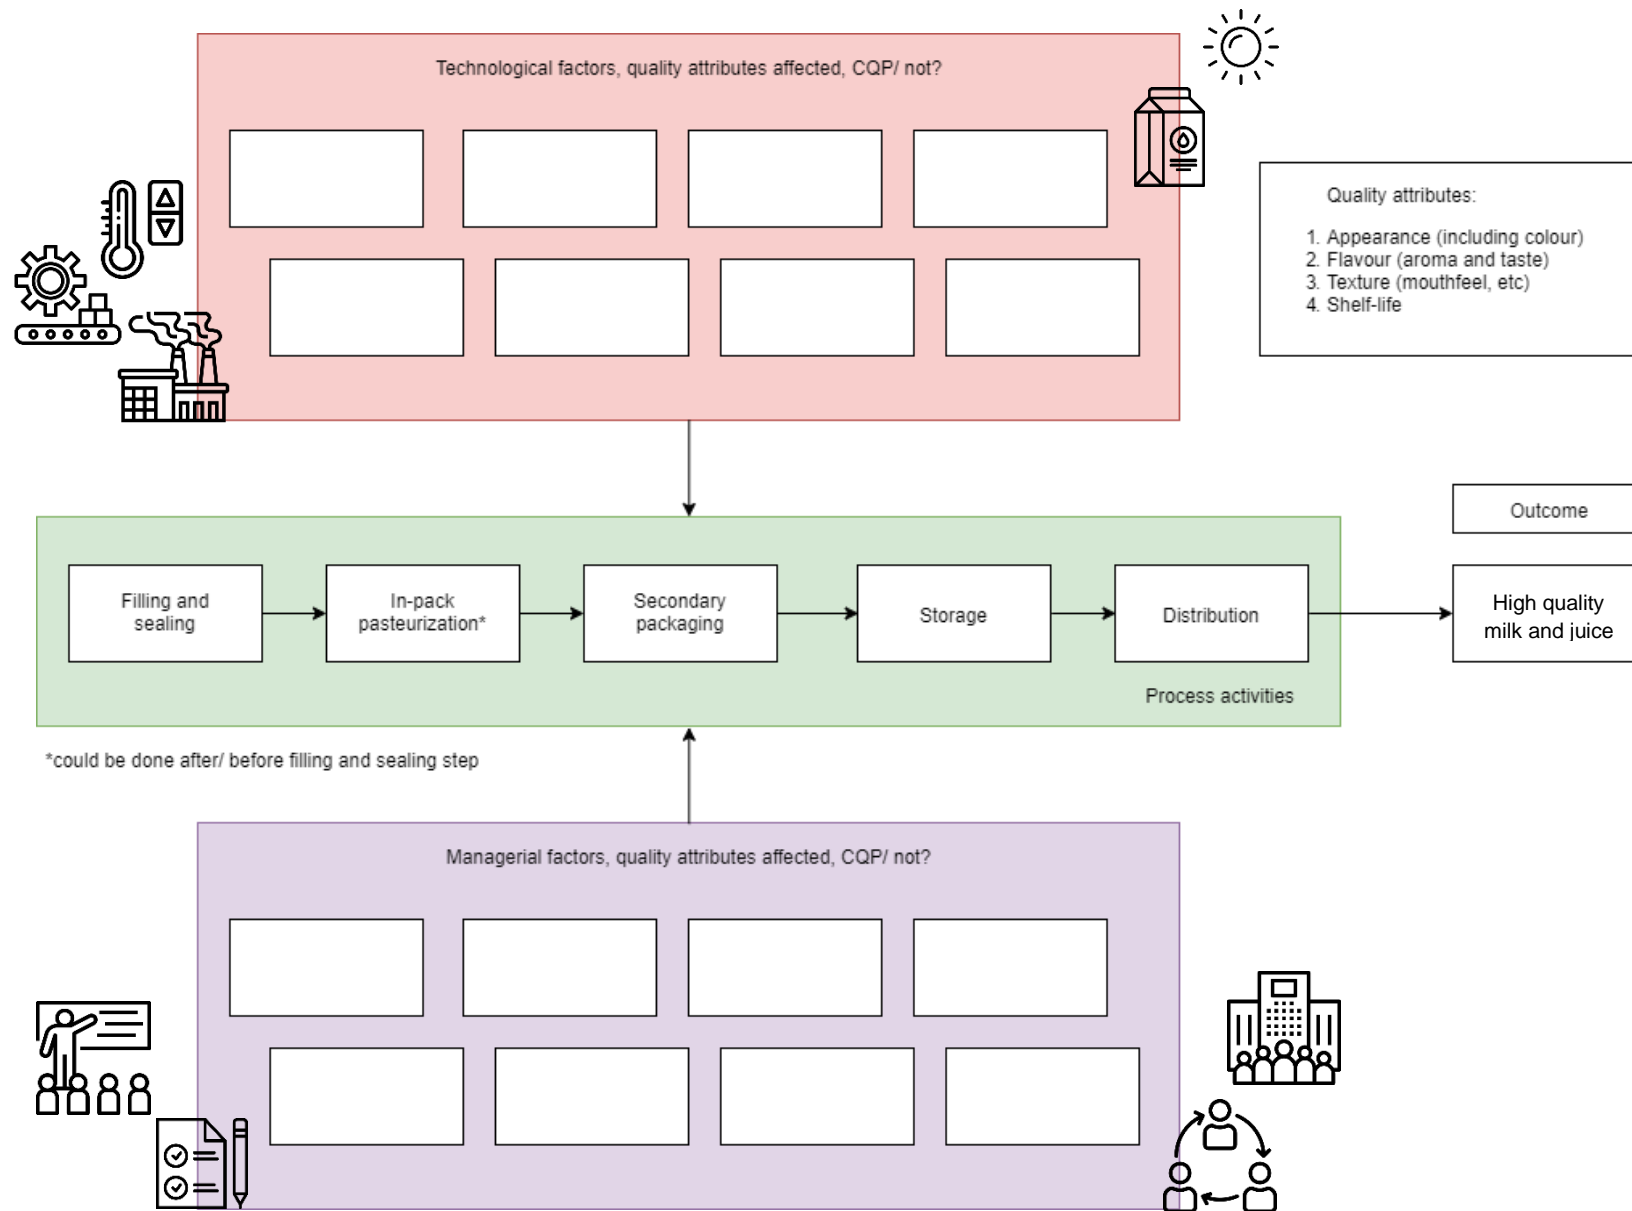 Technological factors, quality attributes affected, CQP/ not?
Quality attributes:
1. Appearance (including colour)
2. Flavour (aroma and taste)
3. Texture (mouthfeel, etc)
4. Shelf-life
Outcome
Filling and
sealing
In-pack
pasteurization*
Secondary
packaging
Storage
Distribution
High quality
milk and juice
Process activities
*could be done after/ before filling and sealing step
Managerial factors, quality attributes affected, CQP/ not?